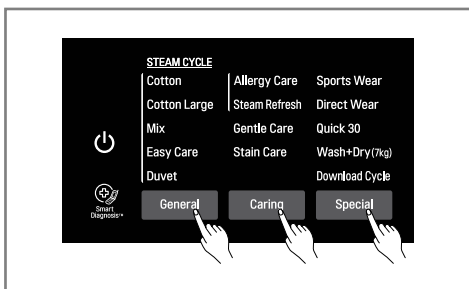 STEAM CYCLE
Cotton Allergy Care Sports Wear
Cotton Large Steam Refresh Direct Wear
Mix Gentle Care Quick 30
Easy Care Stain Care Wash+Dry(7kg)
Duvet Download Cycle
General Caring Special
Smart
Diagnosis™